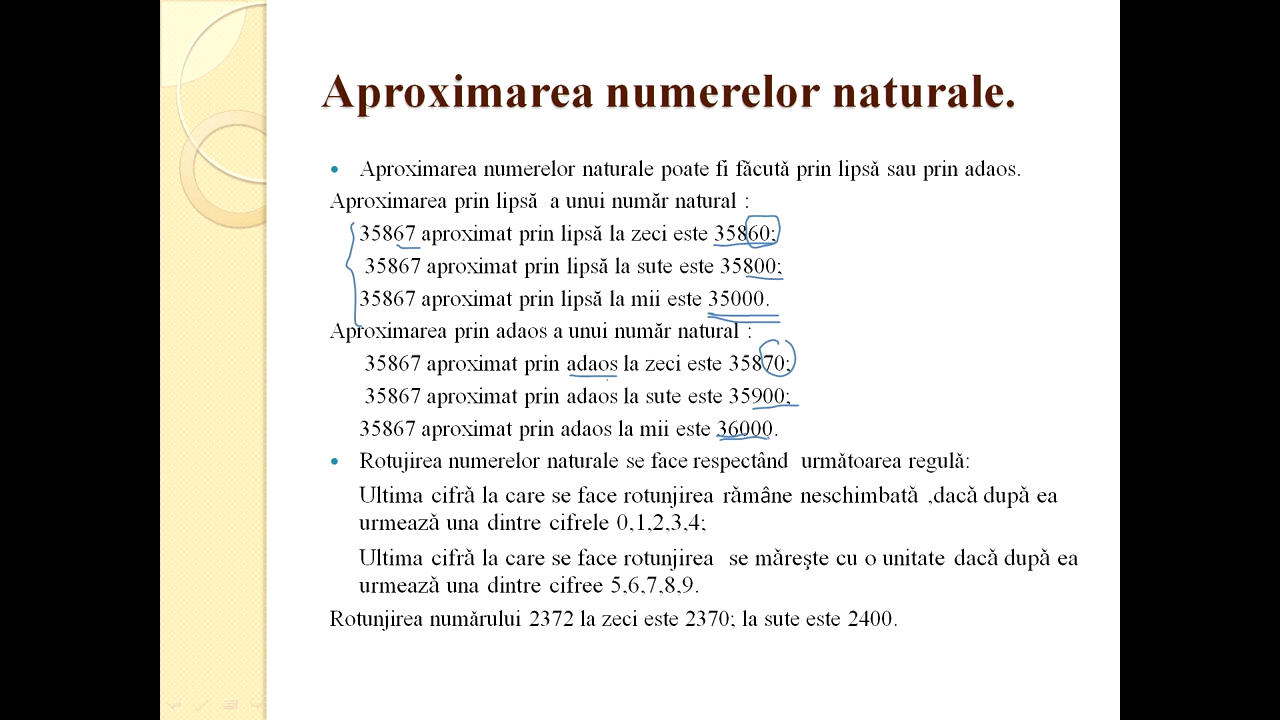 Aproximarea numerelor naturale.
• Aproximarea numerelor naturale poate fi făcută prin lipsă sau prin adaos.
Aproximarea prin lipsă a unui număr natural :
35867 aproximat prin lipsă la zeci este 35860;
35867 aproximat prin lipsă la sute este 35800;
35867 aproximat prin lipsă la mii este 35000.
Aproximarea prin adaos a unui număr natural :
35867 aproximat prin adaos la zeci este 35870;
35867 aproximat prin adaos la sute este 35900;
35867 aproximat prin adaos la mii este 36000.
• Rotujirea numerelor naturale se face respectând următoarea regulă:
Ultima cifră la care se face rotunjirea rămâne neschimbată ,dacă după ea
urmează una dintre cifrele 0,1,2,3,4;
Ultima cifră la care se face rotunjirea se măreşte cu o unitate dacă după ea
urmează una dintre cifree 5,6,7,8,9.
Rotunjirea numărului 2372 la zeci este 2370; la sute este 2400.